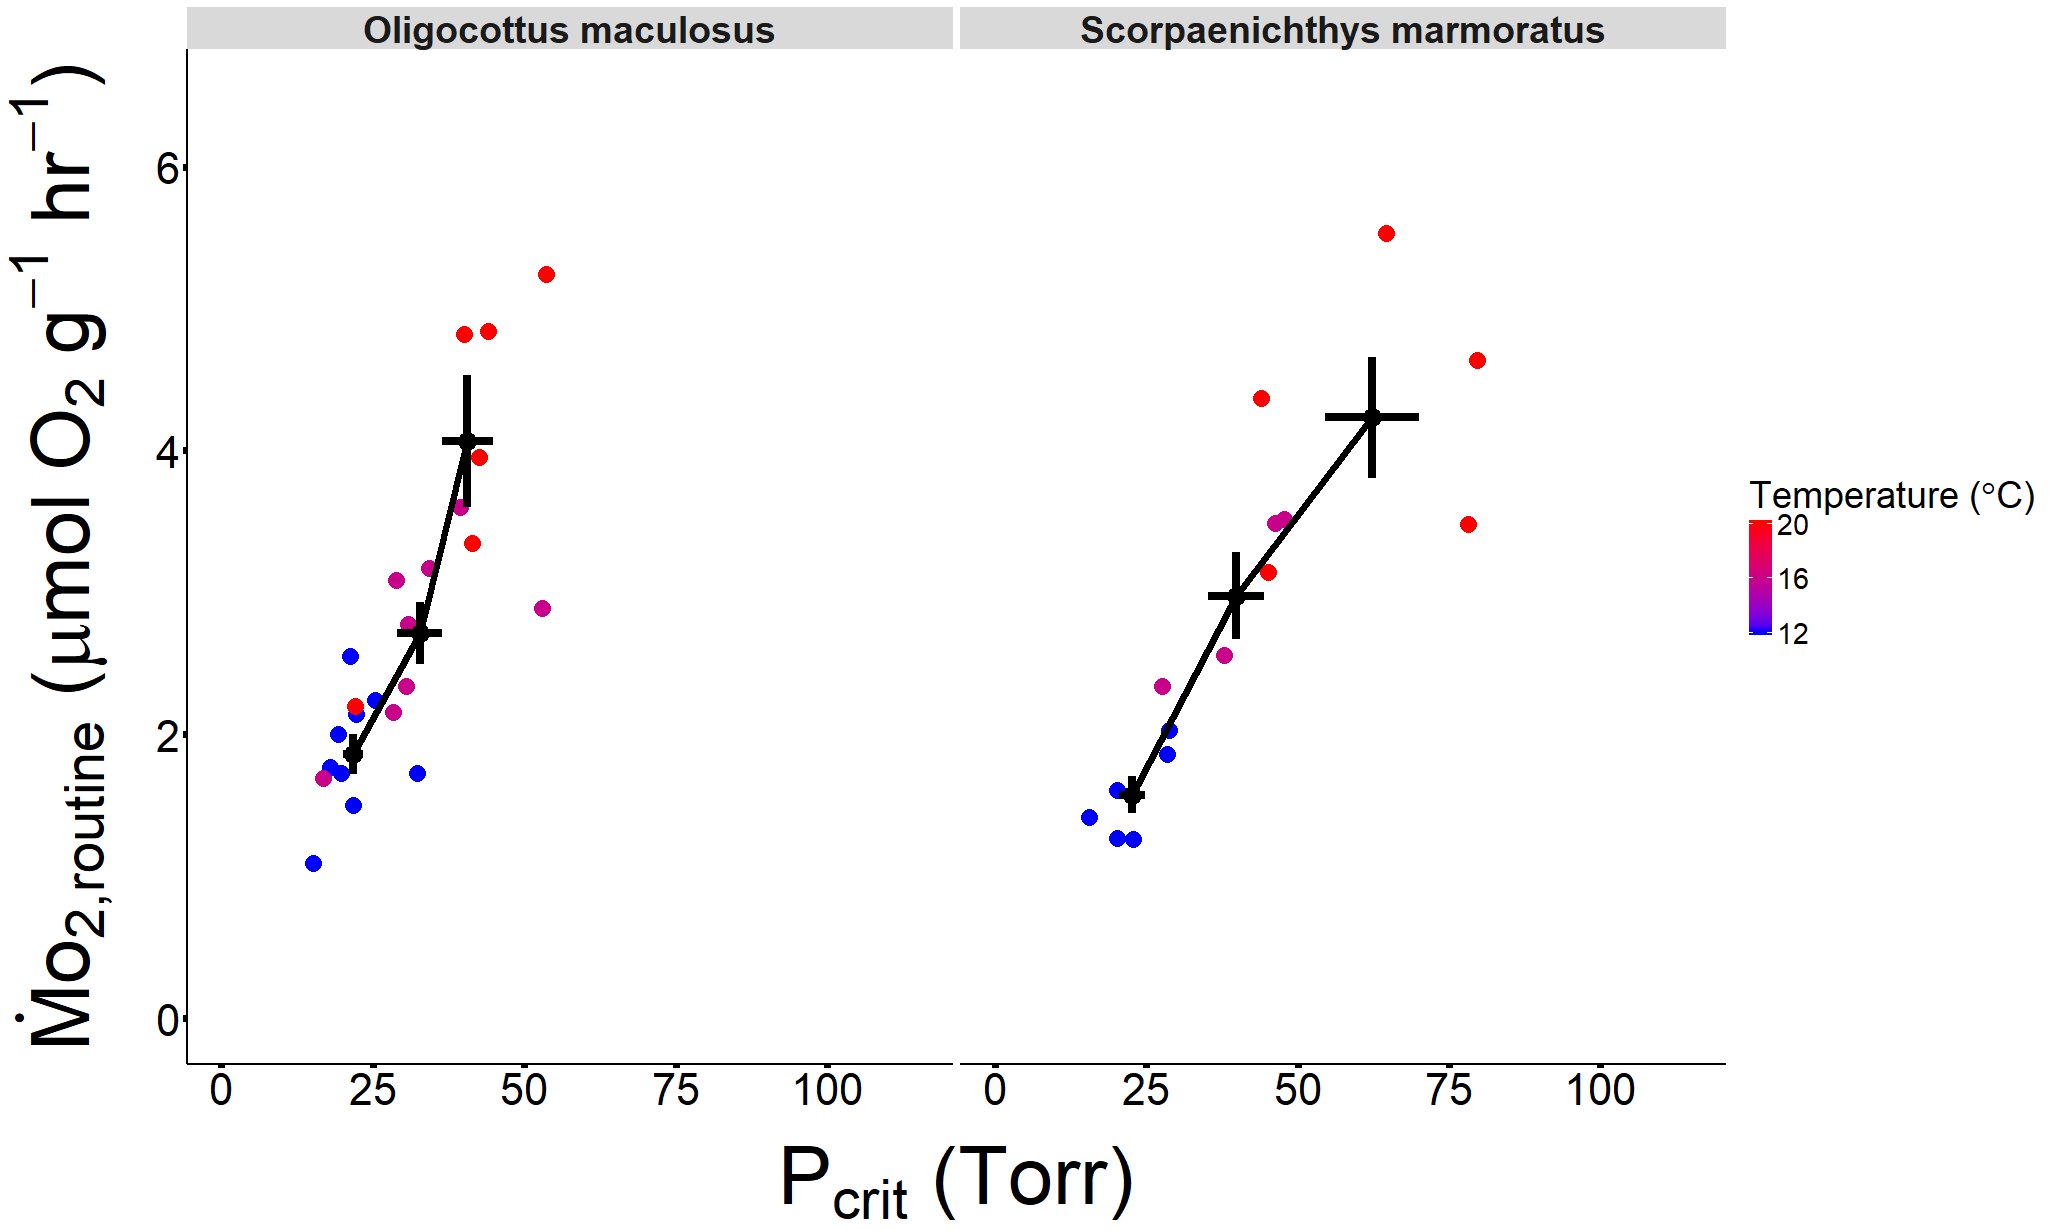 Oligocottus maculosus
Scorpaenichthys marmoratus
Ṁo₂,routine (µmol O₂ g⁻¹ hr⁻¹)
6
4
2
0
0 25 50 75 100
0 25 50 75 100
Pcrit (Torr)
Temperature (°C)
20
16
12